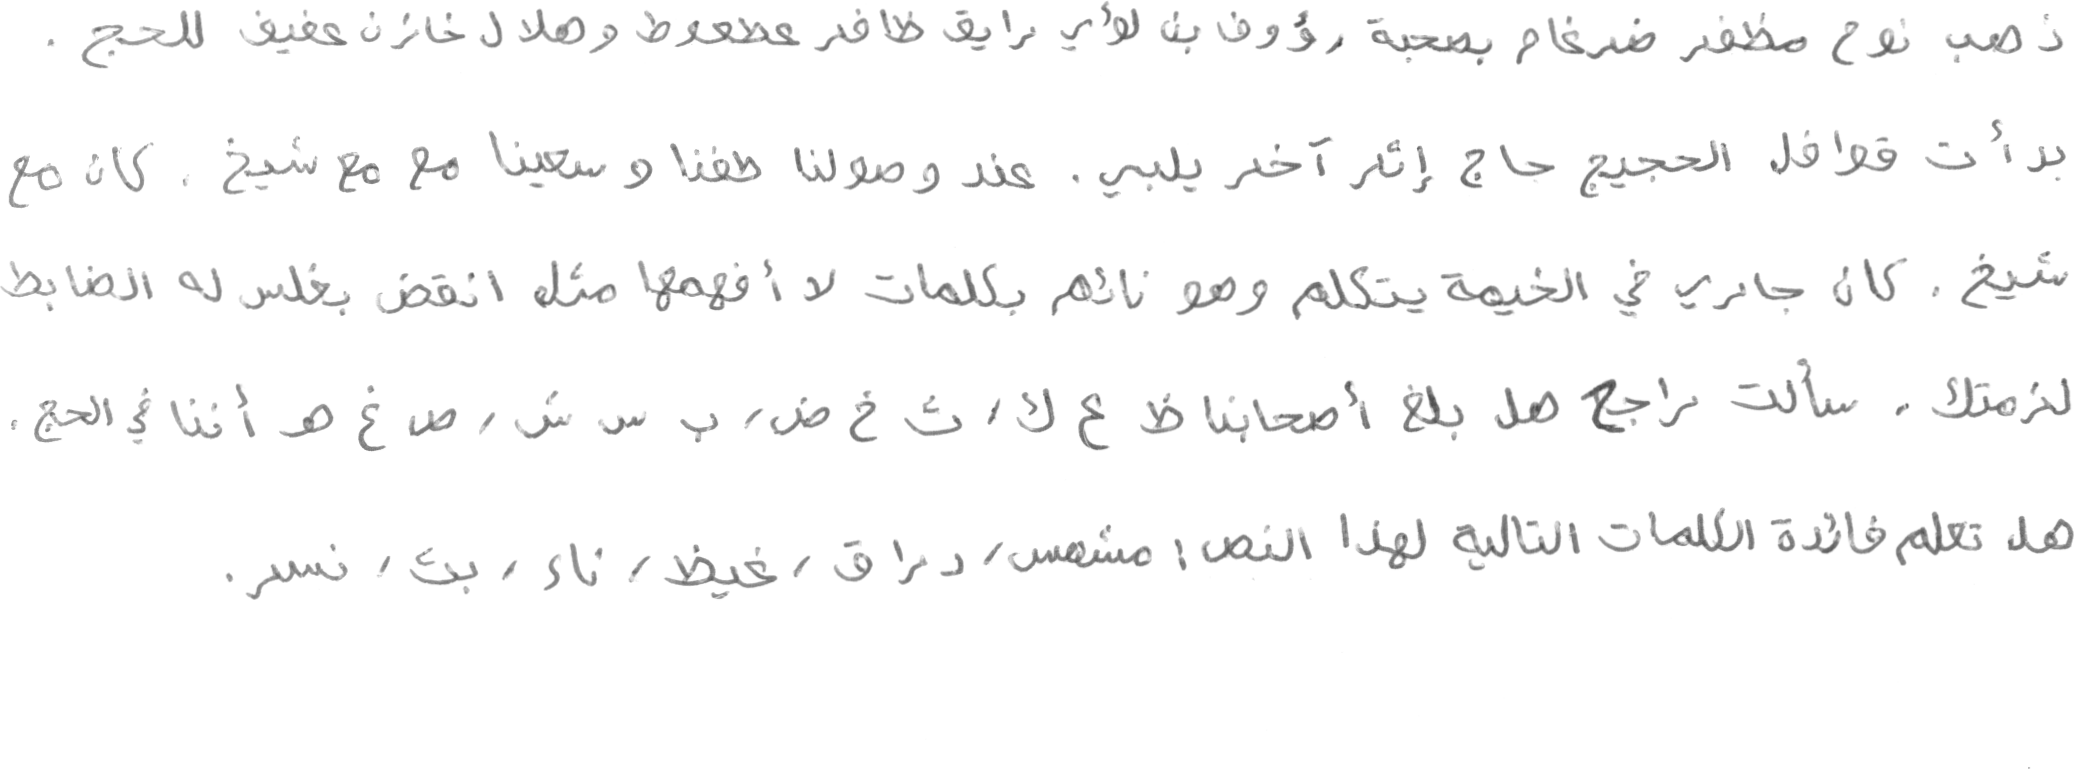 ذهب نوح مظفر ضرغام بصحبة رؤوف بن لؤي رايق ظافر عطعوط وهلال خازن عفيف للحج .
بدأت قوافل الحجيج حاج إثر آخر يلبي . عند وصولنا طفنا وسعينا مع مع شيخ . كان مع
شيخ . كان جاري في الخيمة يتكلم وهو نائم بكلمات لا أفهمها مثل انقض بغلس له الضابط
لزمتك . سألت راجح هل بلغ أصحابنا ظ ع ك ، ث خ ض ، ب س ش ، ص غ هـ أننا في الحج .
هل تعلم فائدة الكلمات التالية لهذا النص : مشمس ، دراق ، غيظ ، ناء ، بث ، نسر .